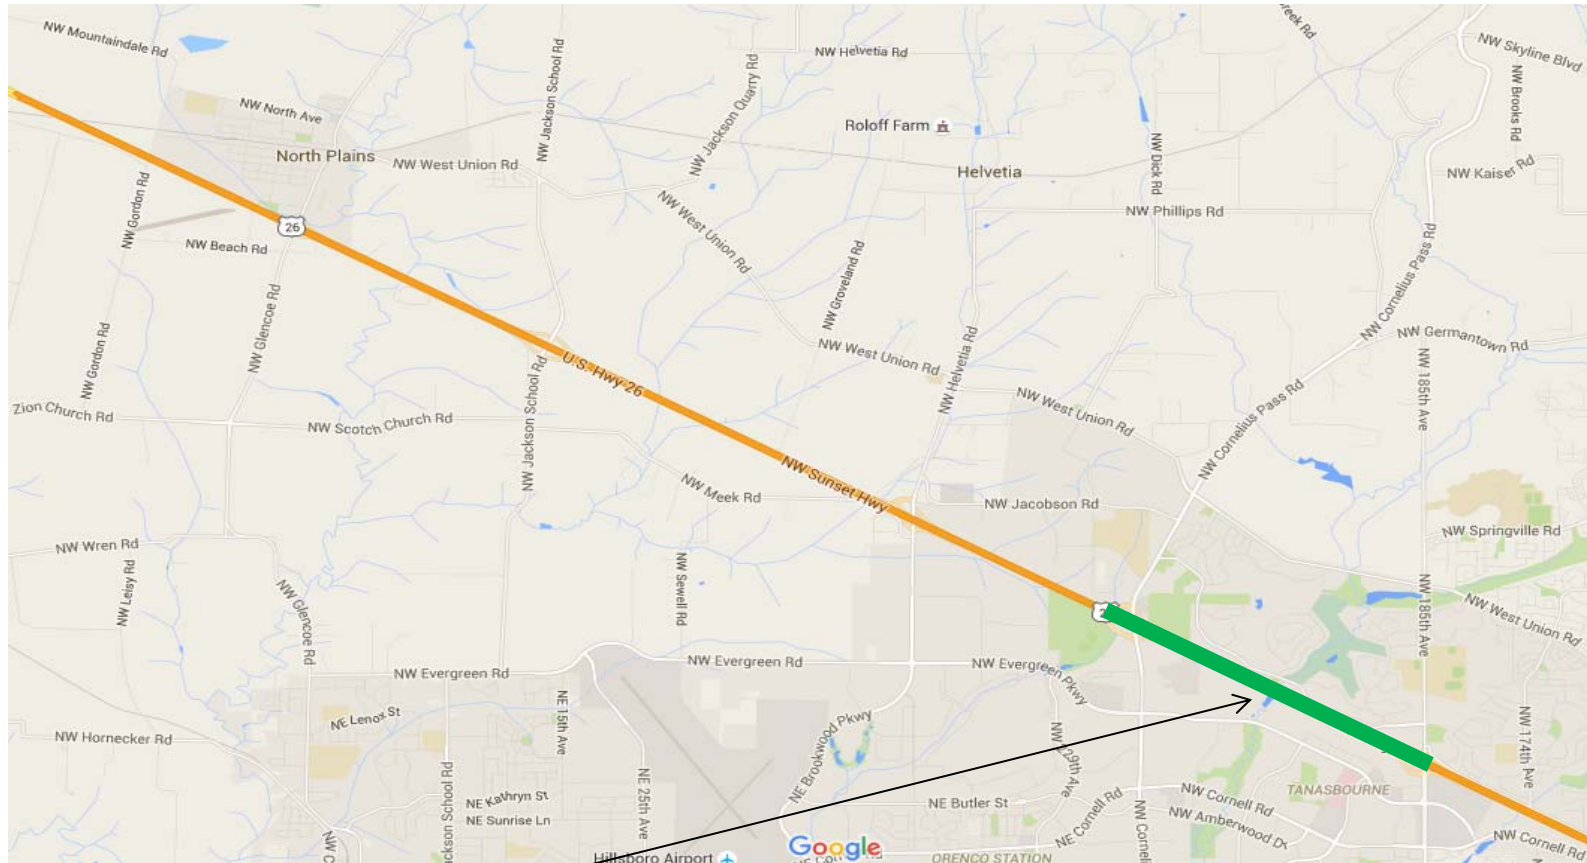 NW Mountaindale Rd
NW North Ave
North Plains
NW West Union Rd
NW Jackson School Rd
NW Jackson Quarry Rd
NW Helvetia Rd
Roloff Farm
Helvetia
NW Dick Rd
NW Phillips Rd
NW Skyline Blvd
NW Brooks Rd
NW Kaiser Rd
NW Gordon Rd
26
NW Beach Rd
NW Glencoe Rd
NW West Union Rd
NW Groveland Rd
NW Cornelius Pass Rd
NW Germantown Rd
NW Gordon Rd
U.S. Hwy 26
NW West Union Rd
NW Helvetia Rd
NW 185th Ave
Zion Church Rd
NW Scotch Church Rd
NW Jackson School Rd
NW West Union Rd
NW Cornelius Pass Rd
NW Sunset Hwy
NW Meek Rd
NW Jacobson Rd
NW Springville Rd
NW Wren Rd
NW Leisy Rd
NW Glencoe Rd
NW Sewell Rd
NW 185th Ave
NW West Union Rd
NW Evergreen Rd
NW Evergreen Rd
NW Evergreen Pkwy
NE Lenox St
NE 15th Ave
NE Brookwood Pkwy
NW 229th Ave
NW 174th Ave
NW Hornecker Rd
NE 25th Ave
ckson School Rd
NE Kathryn St
NE Sunrise Ln
NE Butler St
NE Cornell Rd
NW Cornell Rd
TANASBOURNE
NW Amberwood Dr
NW Cornell Rd
Google
Hillsboro Airport
ORENCO STATION